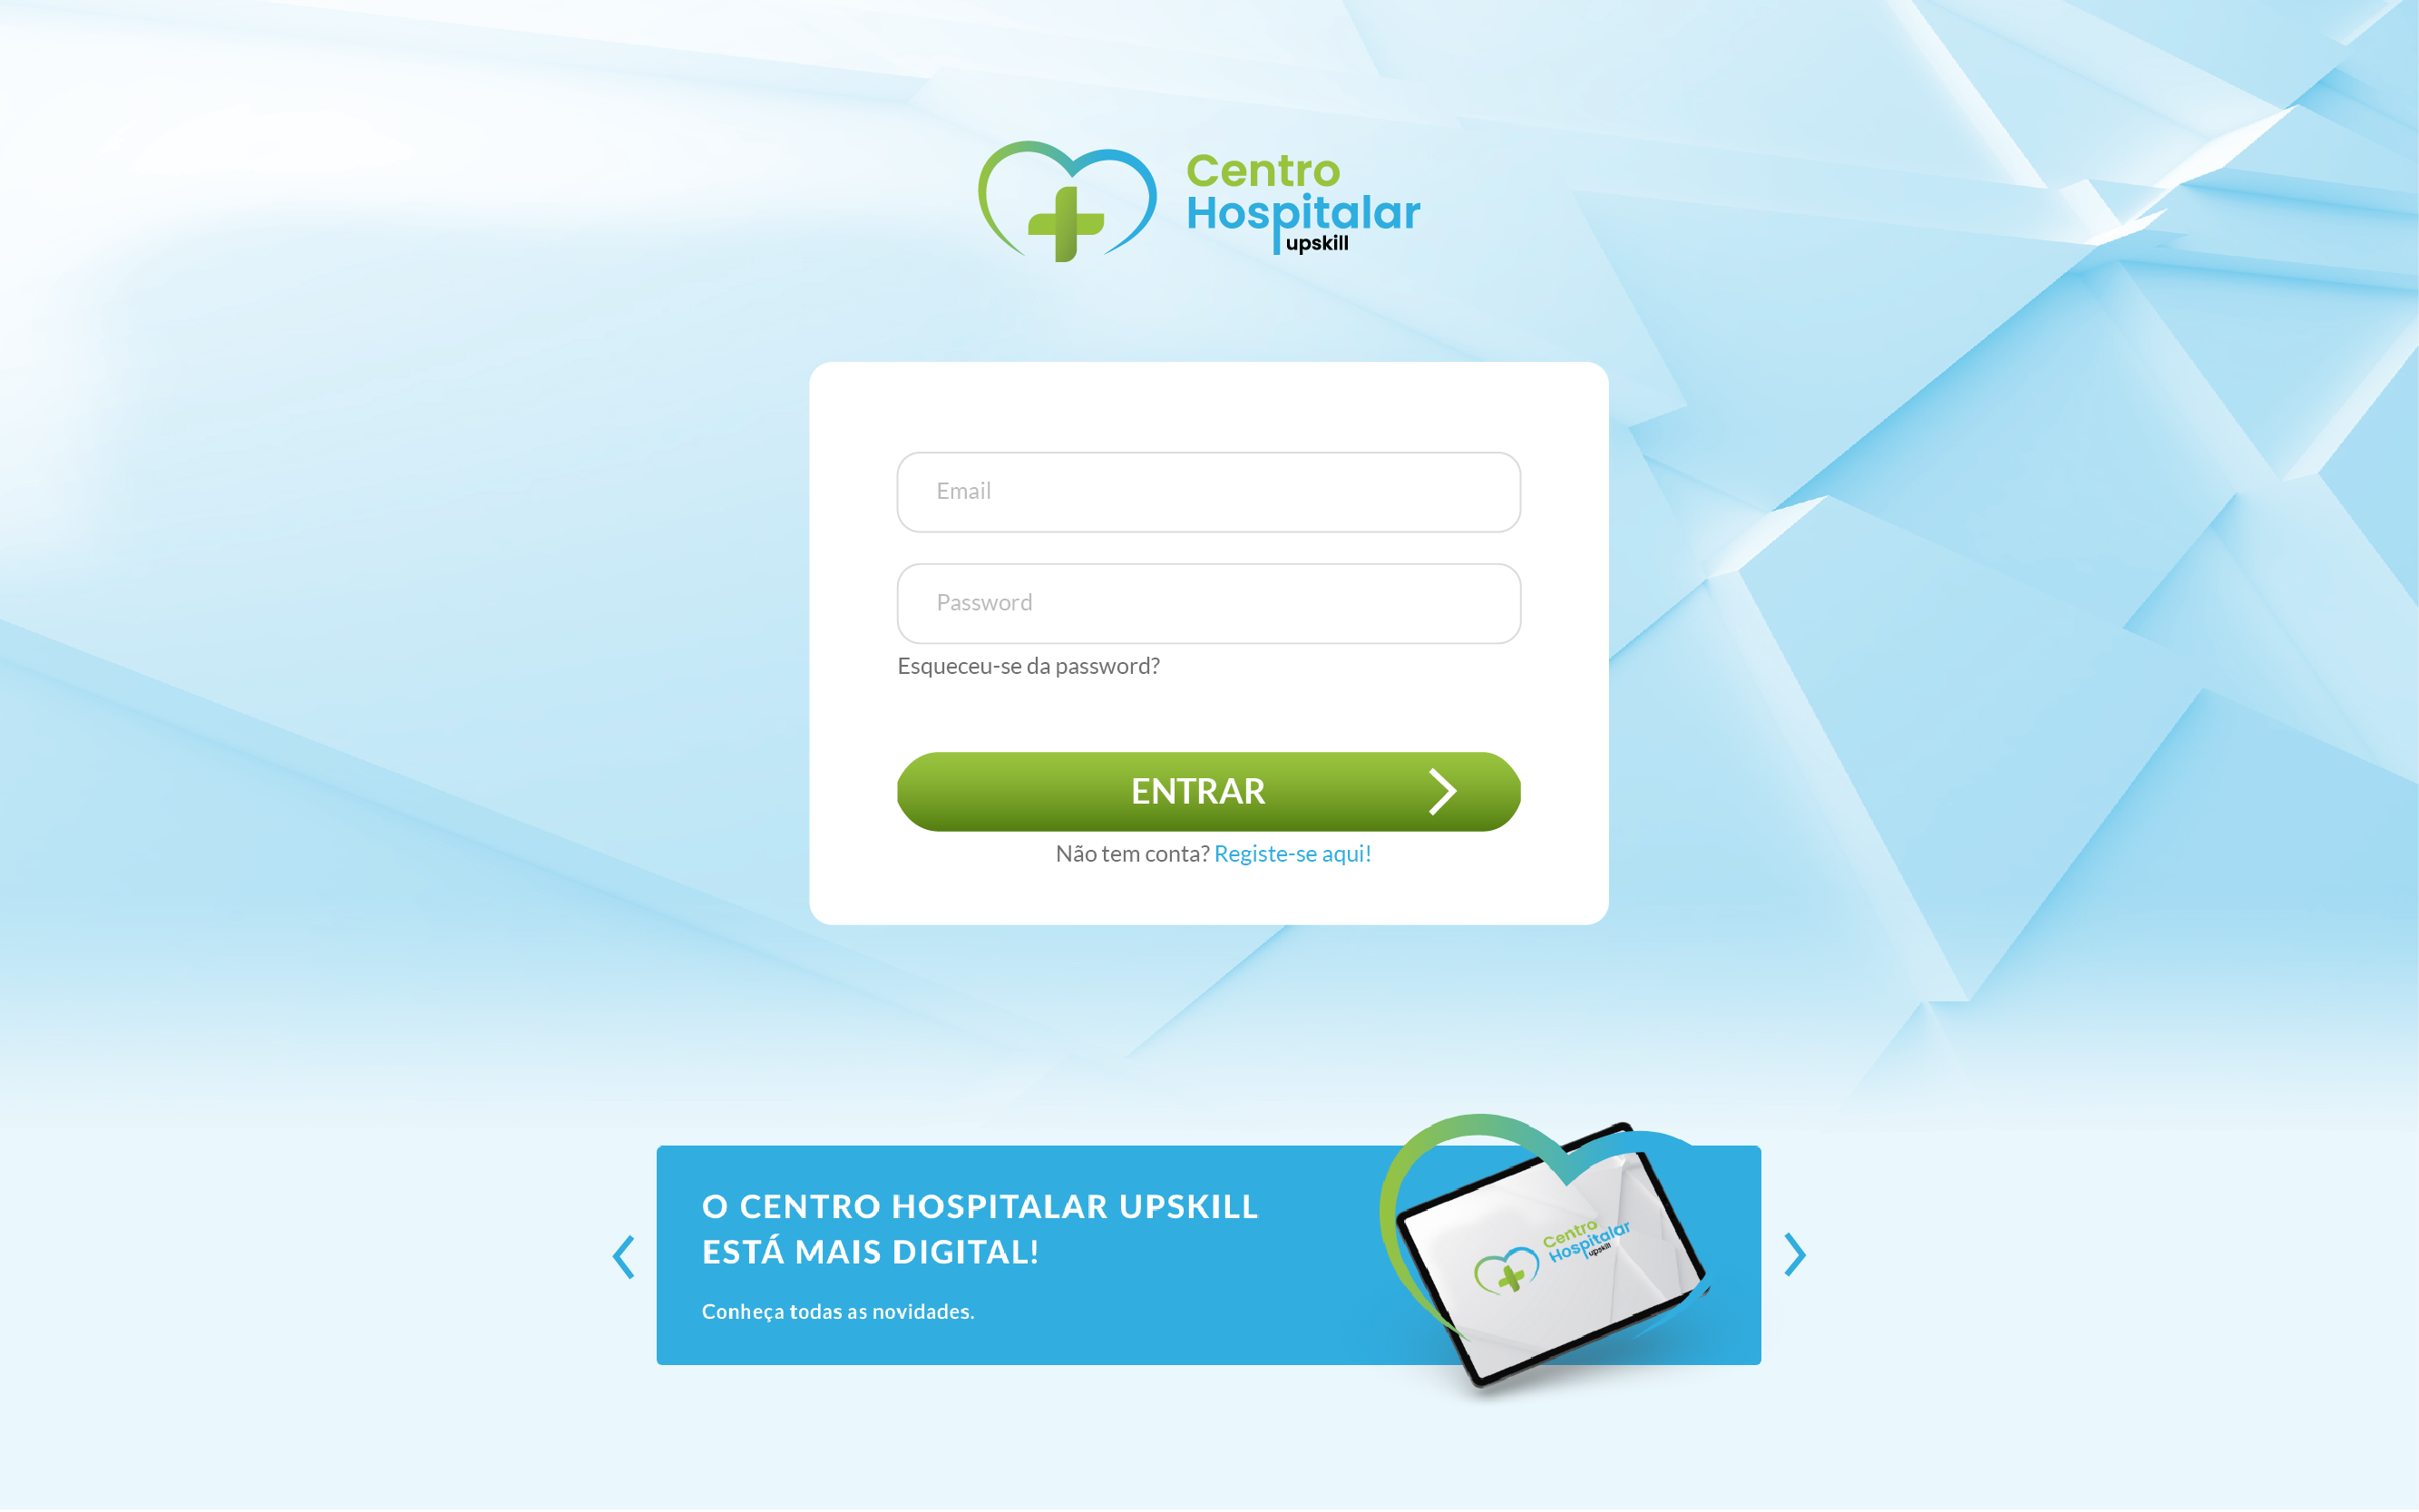 Centro
Hospitalar
upskill
Email
Password
Esqueceu-se da password?
ENTRAR
Não tem conta? Registe-se aqui!
O CENTRO HOSPITALAR UPSKILL
ESTÁ MAIS DIGITAL!
Conheça todas as novidades.
Centro
Hospitalar
upskill